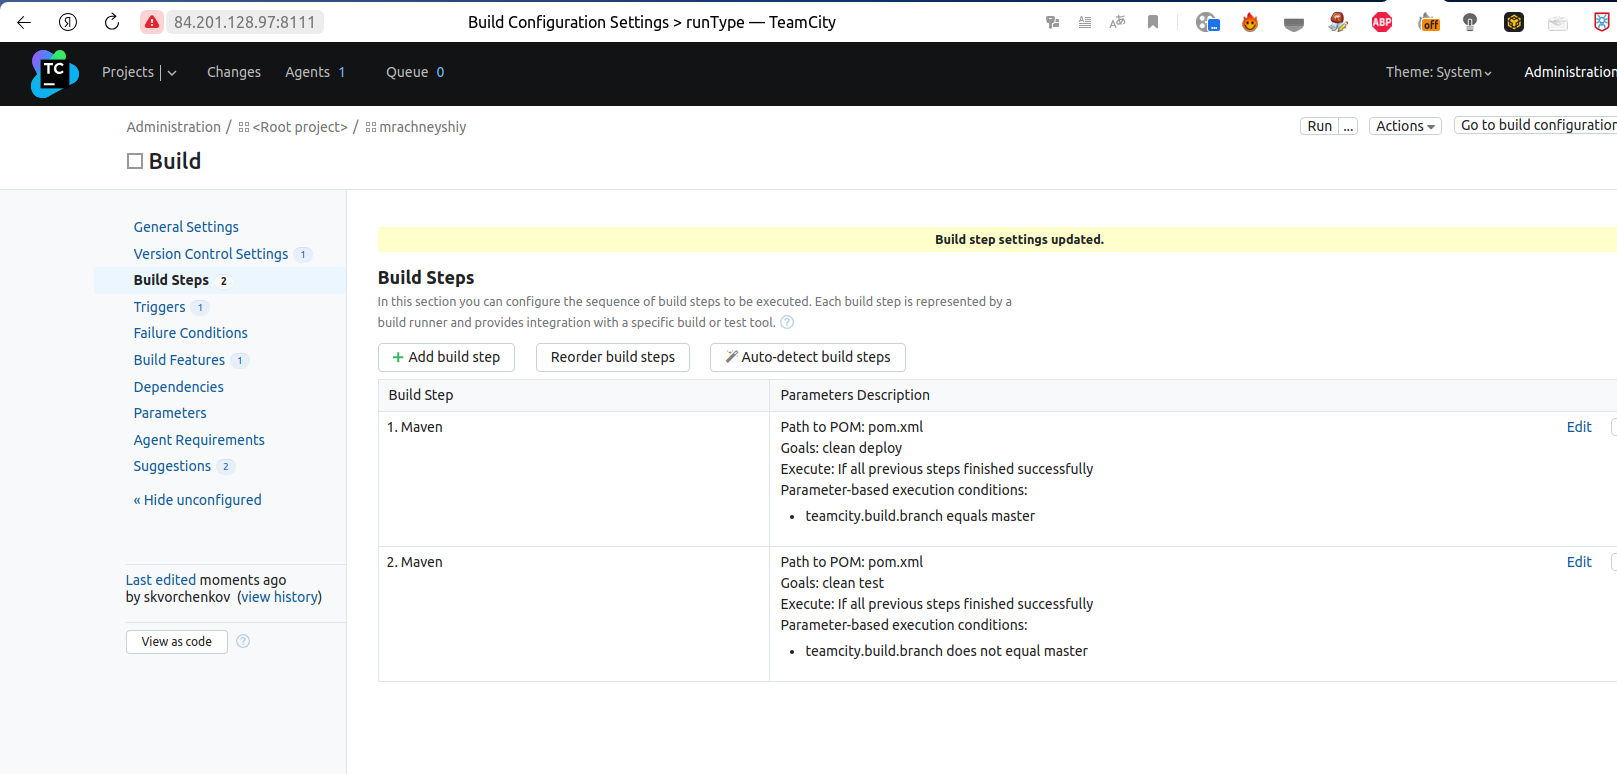 84.201.128.97:8111
Build Configuration Settings > runType — TeamCity
ABP
off
TC
Projects
Changes
Agents 1
Queue 0
Theme: System
Administration
Administration / <Root project> / mrachneyshiy
Run ...
Actions
Go to build configuration
Build
General Settings
Version Control Settings 1
Build Steps 2
Triggers 1
Failure Conditions
Build Features 1
Dependencies
Parameters
Agent Requirements
Suggestions 2
« Hide unconfigured
Last edited moments ago
by skvorchenkov (view history)
View as code ?
Build step settings updated.
Build Steps
In this section you can configure the sequence of build steps to be executed. Each build step is represented by a
build runner and provides integration with a specific build or test tool. ?
+ Add build step
Reorder build steps
Auto-detect build steps
Build Step
Parameters Description
1. Maven
Path to POM: pom.xml
Edit
Goals: clean deploy
Execute: If all previous steps finished successfully
Parameter-based execution conditions:
• teamcity.build.branch equals master
2. Maven
Path to POM: pom.xml
Edit
Goals: clean test
Execute: If all previous steps finished successfully
Parameter-based execution conditions:
• teamcity.build.branch does not equal master